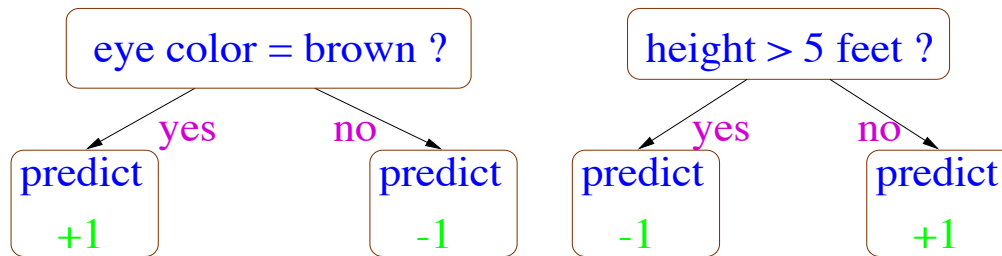 eye color = brown ?
yes
no
predict
+1
predict
-1
height > 5 feet ?
yes
no
predict
-1
predict
+1